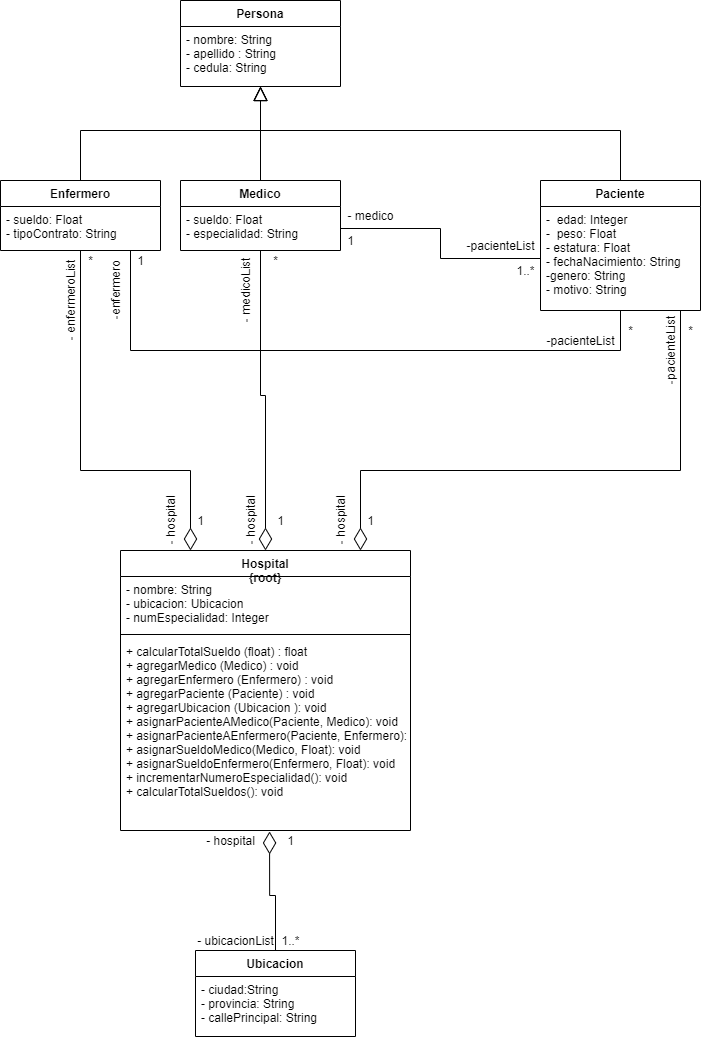 Persona
- nombre: String
- apellido : String
- cedula: String
Enfermero
- sueldo: Float
- tipoContrato: String
Medico
- sueldo: Float
- especialidad: String
Paciente
-  edad: Integer
-  peso: Float
- estatura: Float
- fechaNacimiento: String
-genero: String
- motivo: String
- medico
1
-pacienteList
1..*
- enfermeroList
*
-enfermero
1
- medicoList
*
-pacienteList
*
-pacienteList
*
- hospital
1
- hospital
1
- hospital
1
Hospital
{root}
- nombre: String
- ubicacion: Ubicacion
- numEspecialidad: Integer
+ calcularTotalSueldo (float) : float
+ agregarMedico (Medico) : void
+ agregarEnfermero (Enfermero) : void
+ agregarPaciente (Paciente) : void
+ agregarUbicacion (Ubicacion ): void
+ asignarPacienteAMedico(Paciente, Medico): void
+ asignarPacienteAEnfermero(Paciente, Enfermero):
+ asignarSueldoMedico(Medico, Float): void
+ asignarSueldoEnfermero(Enfermero, Float): void
+ incrementarNumeroEspecialidad(): void
+ calcularTotalSueldos(): void
- hospital
1
- ubicacionList
1..*
Ubicacion
- ciudad:String
- provincia: String
- callePrincipal: String